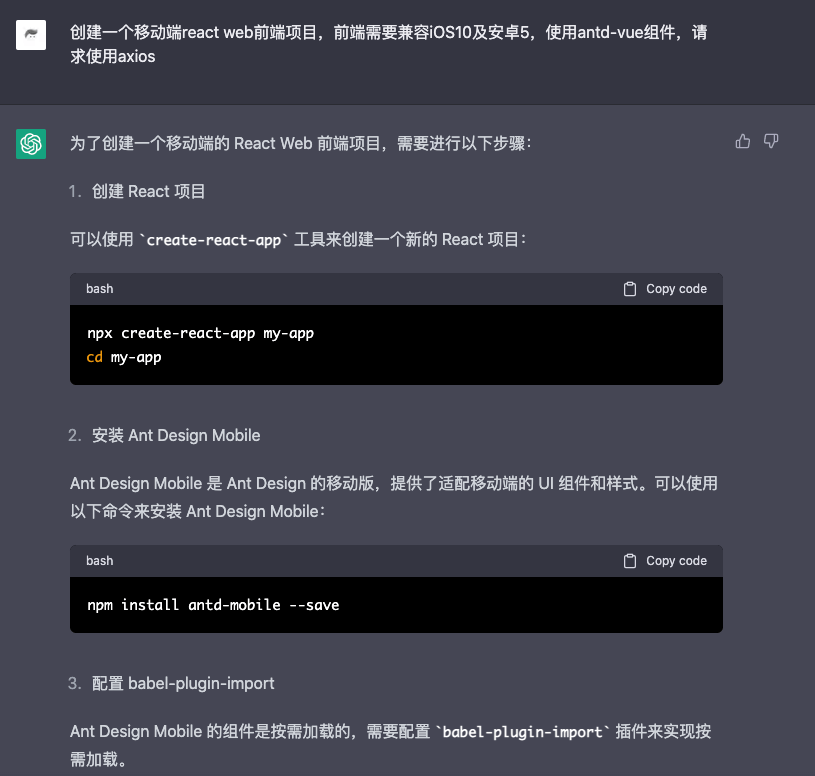 创建一个移动端react web前端项目，前端需要兼容iOS10及安卓5，使用antd-vue组件，请
求使用axios
为了创建一个移动端的 React Web 前端项目，需要进行以下步骤：
1. 创建 React 项目
可以使用 `create-react-app` 工具来创建一个新的 React 项目：
bash
Copy code
npx create-react-app my-app
cd my-app
2. 安装 Ant Design Mobile
Ant Design Mobile 是 Ant Design 的移动版，提供了适配移动端的 UI 组件和样式。可以使用
以下命令来安装 Ant Design Mobile：
bash
Copy code
npm install antd-mobile --save
3. 配置 babel-plugin-import
Ant Design Mobile 的组件是按需加载的，需要配置 `babel-plugin-import` 插件来实现按
需加载。